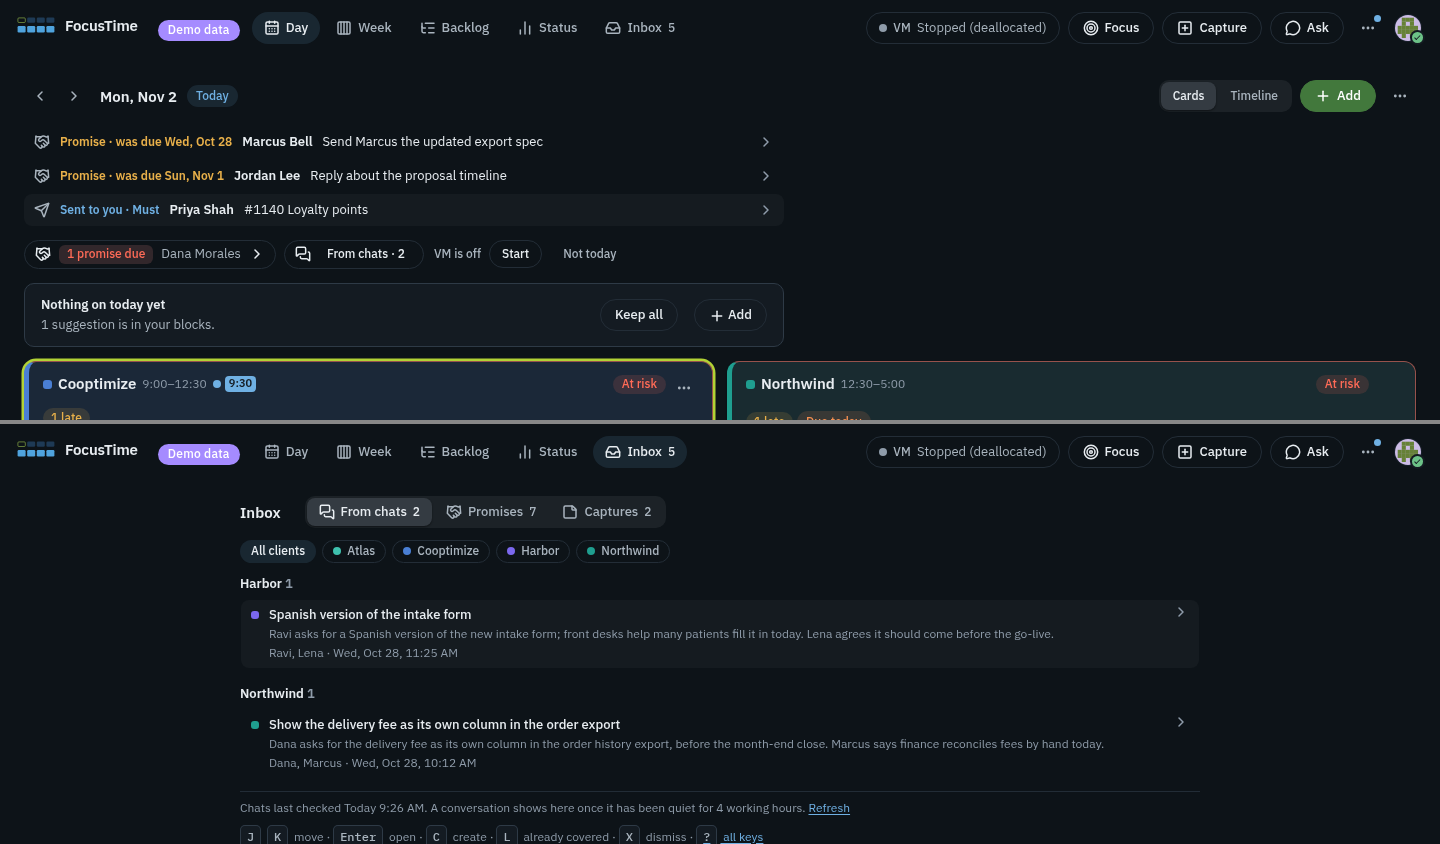 FocusTime Demo data Day Week Backlog Status Inbox 5 VM Stopped (deallocated) Focus Capture Ask
Mon, Nov 2 Today Cards Timeline + Add
Promise · was due Wed, Oct 28 Marcus Bell Send Marcus the updated export spec
Promise · was due Sun, Nov 1 Jordan Lee Reply about the proposal timeline
Sent to you · Must Priya Shah #1140 Loyalty points
1 promise due Dana Morales From chats · 2 VM is off Start Not today
Nothing on today yet
1 suggestion is in your blocks.
Keep all + Add
Cooptimize 9:00–12:30 9:30 At risk
Northwind 12:30–5:00 At risk
1 late
1 late Due today
FocusTime Demo data Day Week Backlog Status Inbox 5 VM Stopped (deallocated) Focus Capture Ask
Inbox From chats 2 Promises 7 Captures 2
All clients Atlas Cooptimize Harbor Northwind
Harbor 1
Spanish version of the intake form
Ravi asks for a Spanish version of the new intake form; front desks help many patients fill it in today. Lena agrees it should come before the go-live.
Ravi, Lena · Wed, Oct 28, 11:25 AM
Northwind 1
Show the delivery fee as its own column in the order export
Dana asks for the delivery fee as its own column in the order history export, before the month-end close. Marcus says finance reconciles fees by hand today.
Dana, Marcus · Wed, Oct 28, 10:12 AM
Chats last checked Today 9:26 AM. A conversation shows here once it has been quiet for 4 working hours. Refresh
J K move · Enter open · C create · L already covered · X dismiss · ? all keys